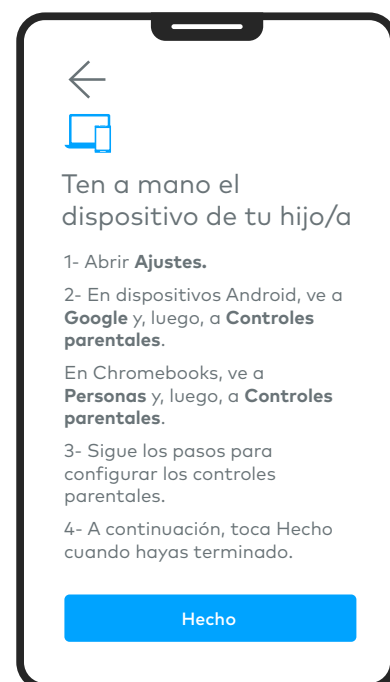 Ten a mano el
dispositivo de tu hijo/a
1- Abrir Ajustes.
2- En dispositivos Android, ve a
Google y, luego, a Controles
parentales.
En Chromebooks, ve a
Personas y, luego, a Controles
parentales.
3- Sigue los pasos para
configurar los controles
parentales.
4- A continuación, toca Hecho
cuando hayas terminado.
Hecho